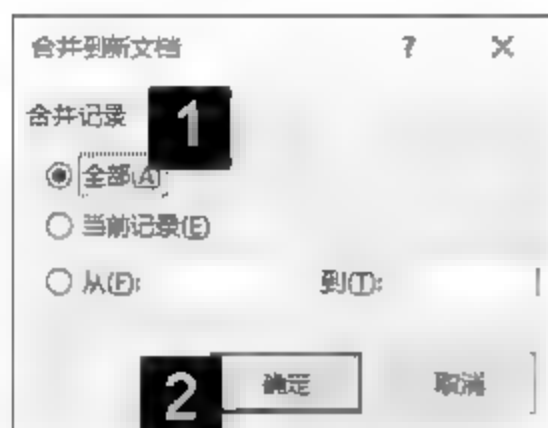 合并到新文档 ? ×
合并记录 1
全部(A)
当前记录(E)
从(F): 到(T):
2 确定 取消